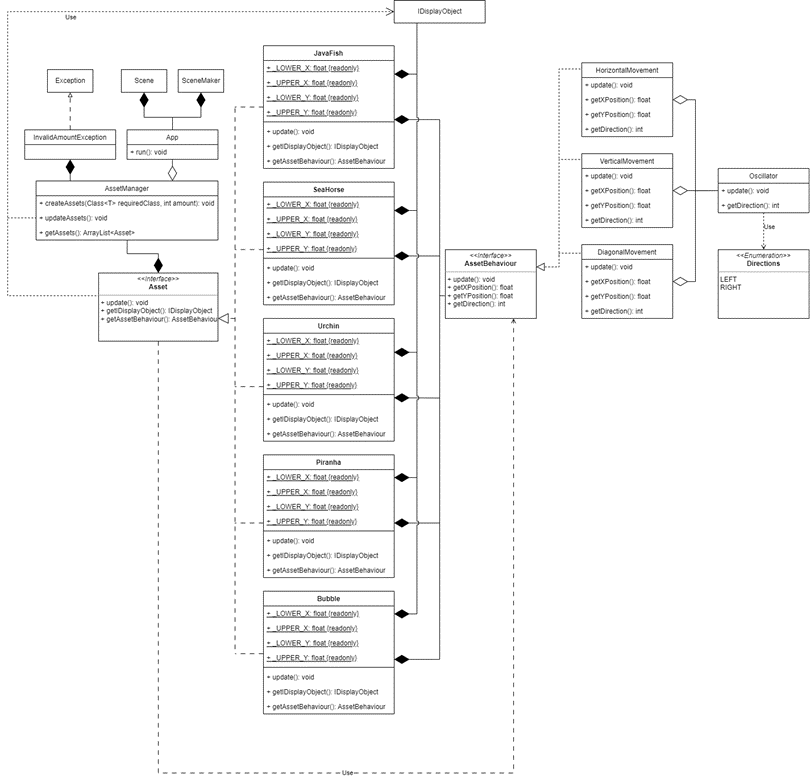 IDisplayObject
Use
Exception
Scene
SceneMaker
InvalidAmountException
App
+ run(): void
AssetManager
+ createAssets(Class<T> requiredClass, int amount): void
+ updateAssets(): void
+ getAssets(): ArrayList<Asset>
<<Interface>>
Asset
+ update(): void
+ getIDisplayObject(): IDisplayObject
+ getAssetBehaviour(): AssetBehaviour
JavaFish
+ _LOWER_X: float {readonly}
+ _UPPER_X: float {readonly}
+ _LOWER_Y: float {readonly}
+ _UPPER_Y: float {readonly}
+ update(): void
+ getIDisplayObject(): IDisplayObject
+ getAssetBehaviour(): AssetBehaviour
SeaHorse
+ _LOWER_X: float {readonly}
+ _UPPER_X: float {readonly}
+ _LOWER_Y: float {readonly}
+ _UPPER_Y: float {readonly}
+ update(): void
+ getIDisplayObject(): IDisplayObject
+ getAssetBehaviour(): AssetBehaviour
Urchin
+ _LOWER_X: float {readonly}
+ _UPPER_X: float {readonly}
+ _LOWER_Y: float {readonly}
+ _UPPER_Y: float {readonly}
+ update(): void
+ getIDisplayObject(): IDisplayObject
+ getAssetBehaviour(): AssetBehaviour
Piranha
+ _LOWER_X: float {readonly}
+ _UPPER_X: float {readonly}
+ _LOWER_Y: float {readonly}
+ _UPPER_Y: float {readonly}
+ update(): void
+ getIDisplayObject(): IDisplayObject
+ getAssetBehaviour(): AssetBehaviour
Bubble
+ _LOWER_X: float {readonly}
+ _UPPER_X: float {readonly}
+ _LOWER_Y: float {readonly}
+ _UPPER_Y: float {readonly}
+ update(): void
+ getIDisplayObject(): IDisplayObject
+ getAssetBehaviour(): AssetBehaviour
<<Interface>>
AssetBehaviour
+ update(): void
+ getXPosition(): float
+ getYPosition(): float
+ getDirection(): int
HorizontalMovement
+ update(): void
+ getXPosition(): float
+ getYPosition(): float
+ getDirection: int
VerticalMovement
+ update(): void
+ getXPosition(): float
+ getYPosition(): float
+ getDirection: int
DiagonalMovement
+ update(): void
+ getXPosition(): float
+ getYPosition(): float
+ getDirection: int
Oscillator
+ update(): void
+ getDirection(): int
Use
<<Enumeration>>
Directions
LEFT
RIGHT
Use